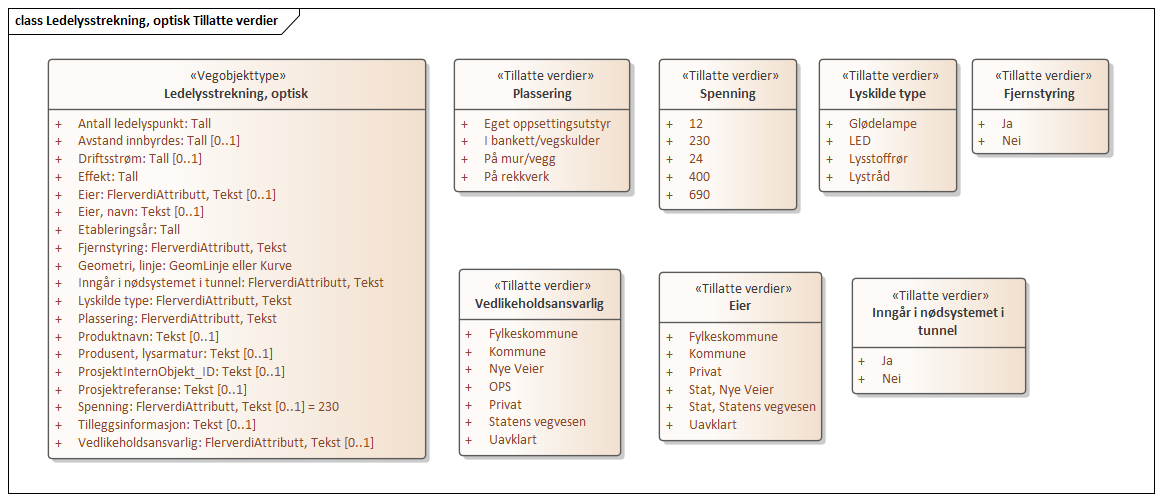 class Ledelysstrekning, optisk Tillatte verdier
«Vegobjekttype»
Ledelysstrekning, optisk
+ Antall ledelyspunkt: Tall
+ Avstand innbyrdes: Tall [0..1]
+ Driftsstrøm: Tall [0..1]
+ Effekt: Tall
+ Eier: FlerverdiAttributt, Tekst [0..1]
+ Eier, navn: Tekst [0..1]
+ Etableringsår: Tall
+ Fjernstyring: FlerverdiAttributt, Tekst
+ Geometri, linje: GeomLinje eller Kurve
+ Inngår i nødsystemet i tunnel: FlerverdiAttributt, Tekst
+ Lyskilde type: FlerverdiAttributt, Tekst
+ Plassering: FlerverdiAttributt, Tekst
+ Produktnavn: Tekst [0..1]
+ Produsent, lysarmatur: Tekst [0..1]
+ ProsjektInternObjekt_ID: Tekst [0..1]
+ Prosjektreferanse: Tekst [0..1]
+ Spenning: FlerverdiAttributt, Tekst [0..1] = 230
+ Tilleggsinformasjon: Tekst [0..1]
+ Vedlikeholdsansvarlig: FlerverdiAttributt, Tekst [0..1]
«Tillatte verdier»
Plassering
+ Eget oppsettingsutstyr
+ I bankett/vegskulder
+ På mur/vegg
+ På rekkverk
«Tillatte verdier»
Spenning
+ 12
+ 230
+ 24
+ 400
+ 690
«Tillatte verdier»
Lyskilde type
+ Glødelampe
+ LED
+ Lysstoffrør
+ Lystråd
«Tillatte verdier»
Fjernstyring
+ Ja
+ Nei
«Tillatte verdier»
Vedlikeholdsansvarlig
+ Fylkeskommune
+ Kommune
+ Nye Veier
+ OPS
+ Privat
+ Statens vegvesen
+ Uavklart
«Tillatte verdier»
Eier
+ Fylkeskommune
+ Kommune
+ Privat
+ Stat, Nye Veier
+ Stat, Statens vegvesen
+ Uavklart
«Tillatte verdier»
Inngår i nødsystemet i
tunnel
+ Ja
+ Nei